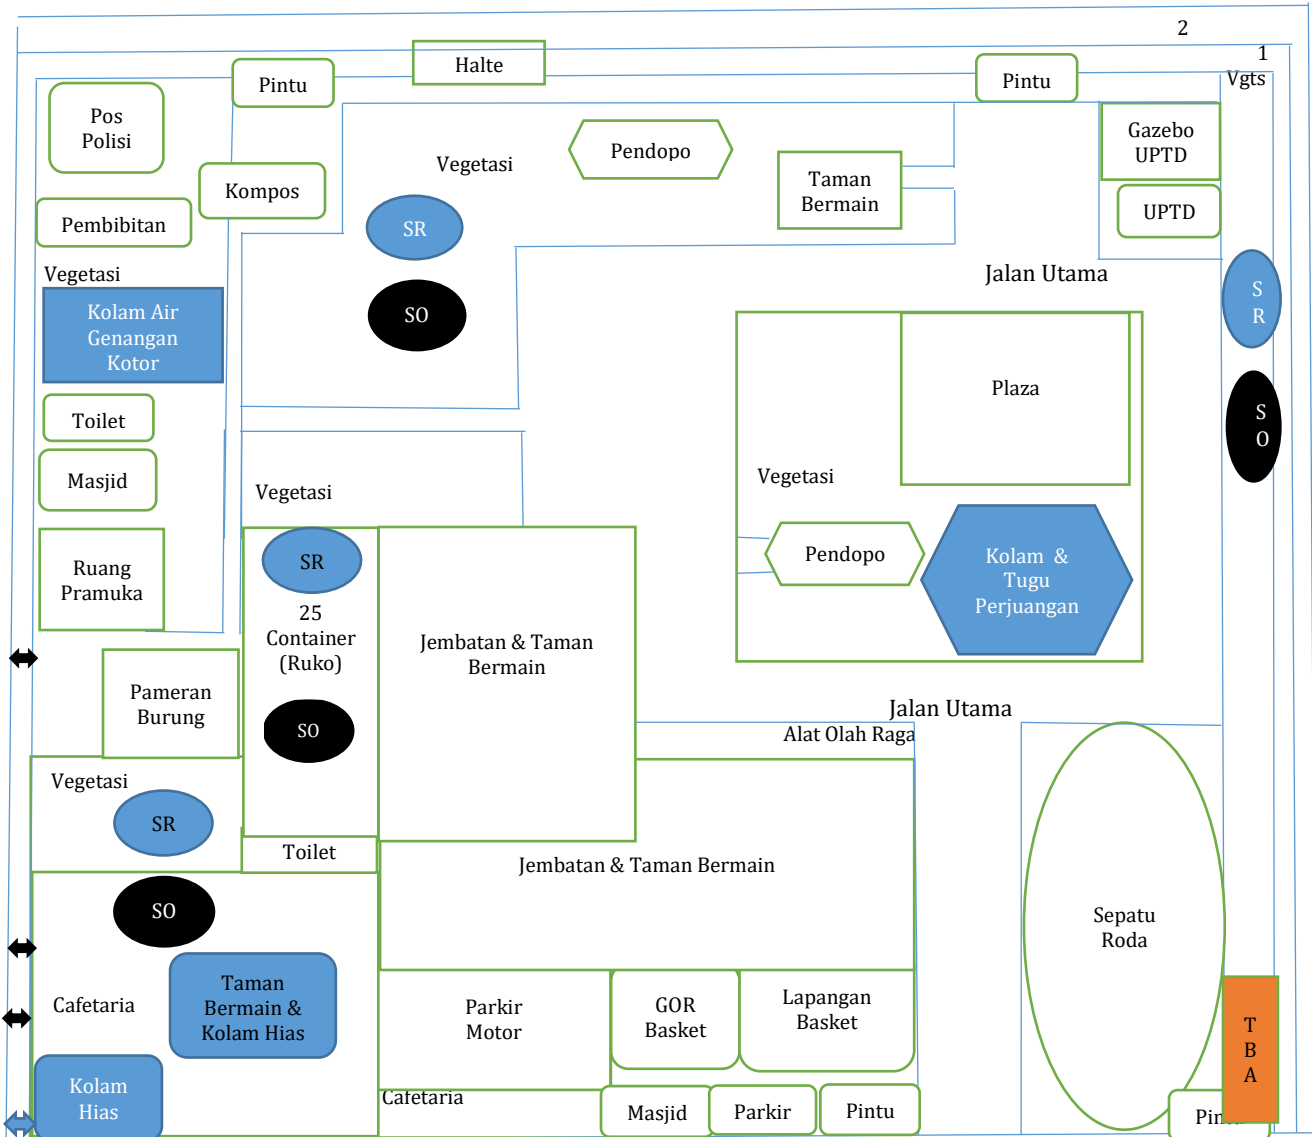 2
1
Vgts
Halte
Pintu
Pintu
Pos
Polisi
Kompos
Pembibitan
Vegetasi
Kolam Air
Genangan
Kotor
Toilet
Masjid
Ruang
Pramuka
Pameran
Burung
Vegetasi
SR
SO
Pendopo
Taman
Bermain
Gazebo
UPTD
UPTD
Jalan Utama
S
R
S
O
Plaza
Vegetasi
Pendopo
Kolam &
Tugu
Perjuangan
Vegetasi
SR
25
Container
(Ruko)
SO
Jembatan & Taman
Bermain
Jalan Utama
Alat Olah Raga
Vegetasi
SR
SO
Toilet
Jembatan & Taman Bermain
Sepatu
Roda
Cafetaria
Taman
Bermain &
Kolam Hias
Kolam
Hias
Parkir
Motor
GOR
Basket
Lapangan
Basket
Cafetaria
Masjid
Parkir
Pintu
T
B
A